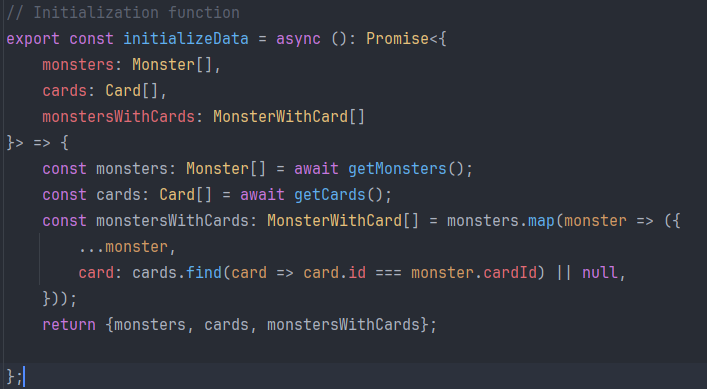 // Initialization function
export const initializeData = async (): Promise<{
    monsters: Monster[],
    cards: Card[],
    monstersWithCards: MonsterWithCard[]
}> => {
    const monsters: Monster[] = await getMonsters();
    const cards: Card[] = await getCards();
    const monstersWithCards: MonsterWithCard[] = monsters.map(monster => ({
        ...monster,
        card: cards.find(card => card.id === monster.cardId) || null,
    }));
    return {monsters, cards, monstersWithCards};
};